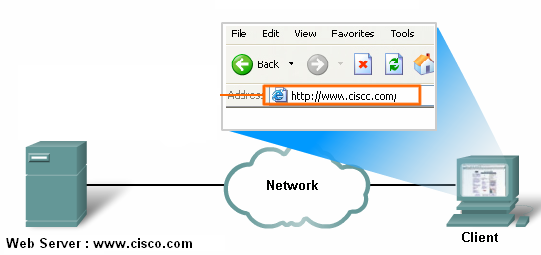 File Edit View Favorites Tools
Back
Address http://www.ciscc.com/
Network
Web Server : www.cisco.com
Client